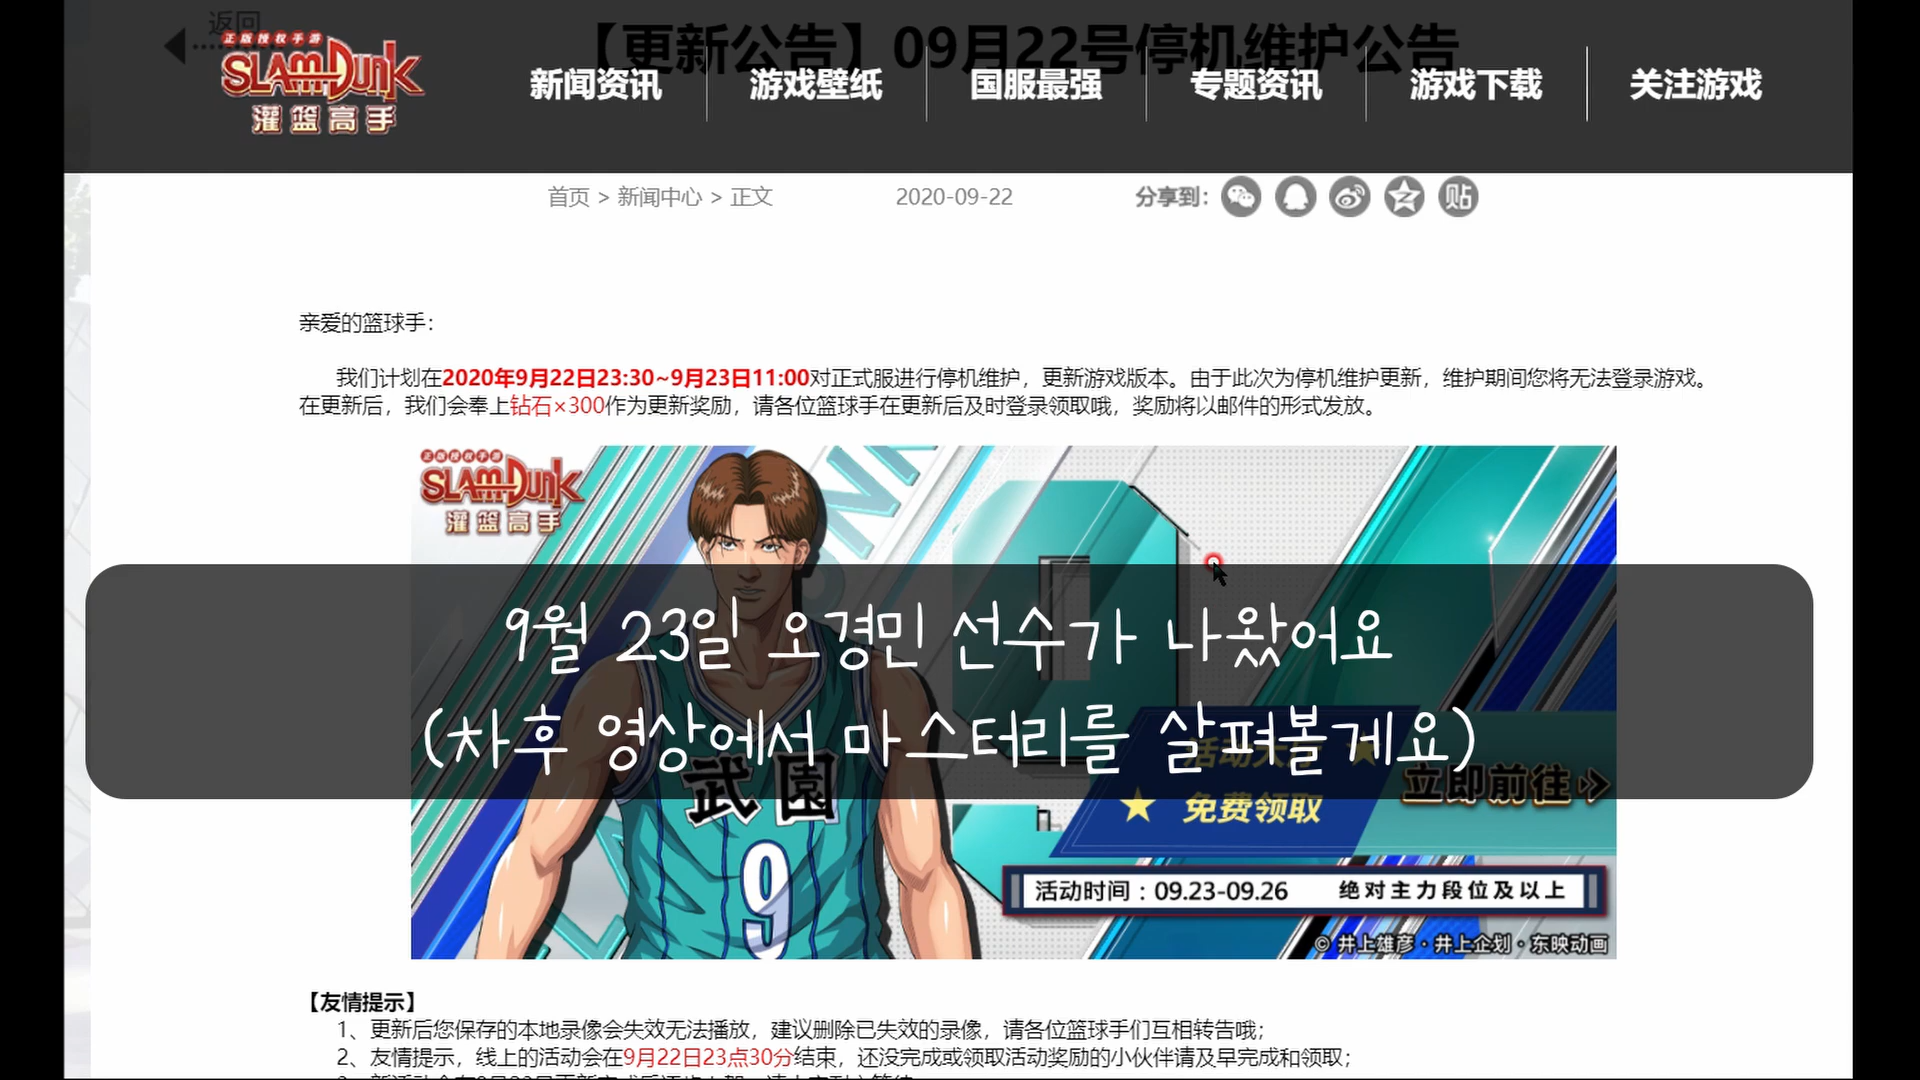 返回
【更新公告】09月22号停机维护公告
正版授权手游
SLAM DUNK
灌篮高手
新闻资讯
游戏壁纸
国服最强
专题资讯
游戏下载
关注游戏
首页 > 新闻中心 > 正文
2020-09-22
分享到：
贴
亲爱的篮球手：
我们计划在2020年9月22日23:30~9月23日11:00对正式服进行停机维护，更新游戏版本。由于此次为停机维护更新，维护期间您将无法登录游戏。
在更新后，我们会奉上钻石×300作为更新奖励，请各位篮球手在更新后及时登录领取哦，奖励将以邮件的形式发放。
正版授权手游
SLAM DUNK
灌篮高手
9월 23일 오경민 선수가 나왔어요
(차후 영상에서 마스터리를 살펴볼게요)
武園
9
立即前往
免费领取
活动时间：09.23-09.26 绝对主力段位及以上
© 井上雄彦・井上企划・东映动画
【友情提示】
1、更新后您保存的本地录像会失效无法播放，建议删除已失效的录像，请各位篮球手们互相转告哦；
2、友情提示，线上的活动会在9月22日23点30分结束，还没完成或领取活动奖励的小伙伴请及早完成和领取；